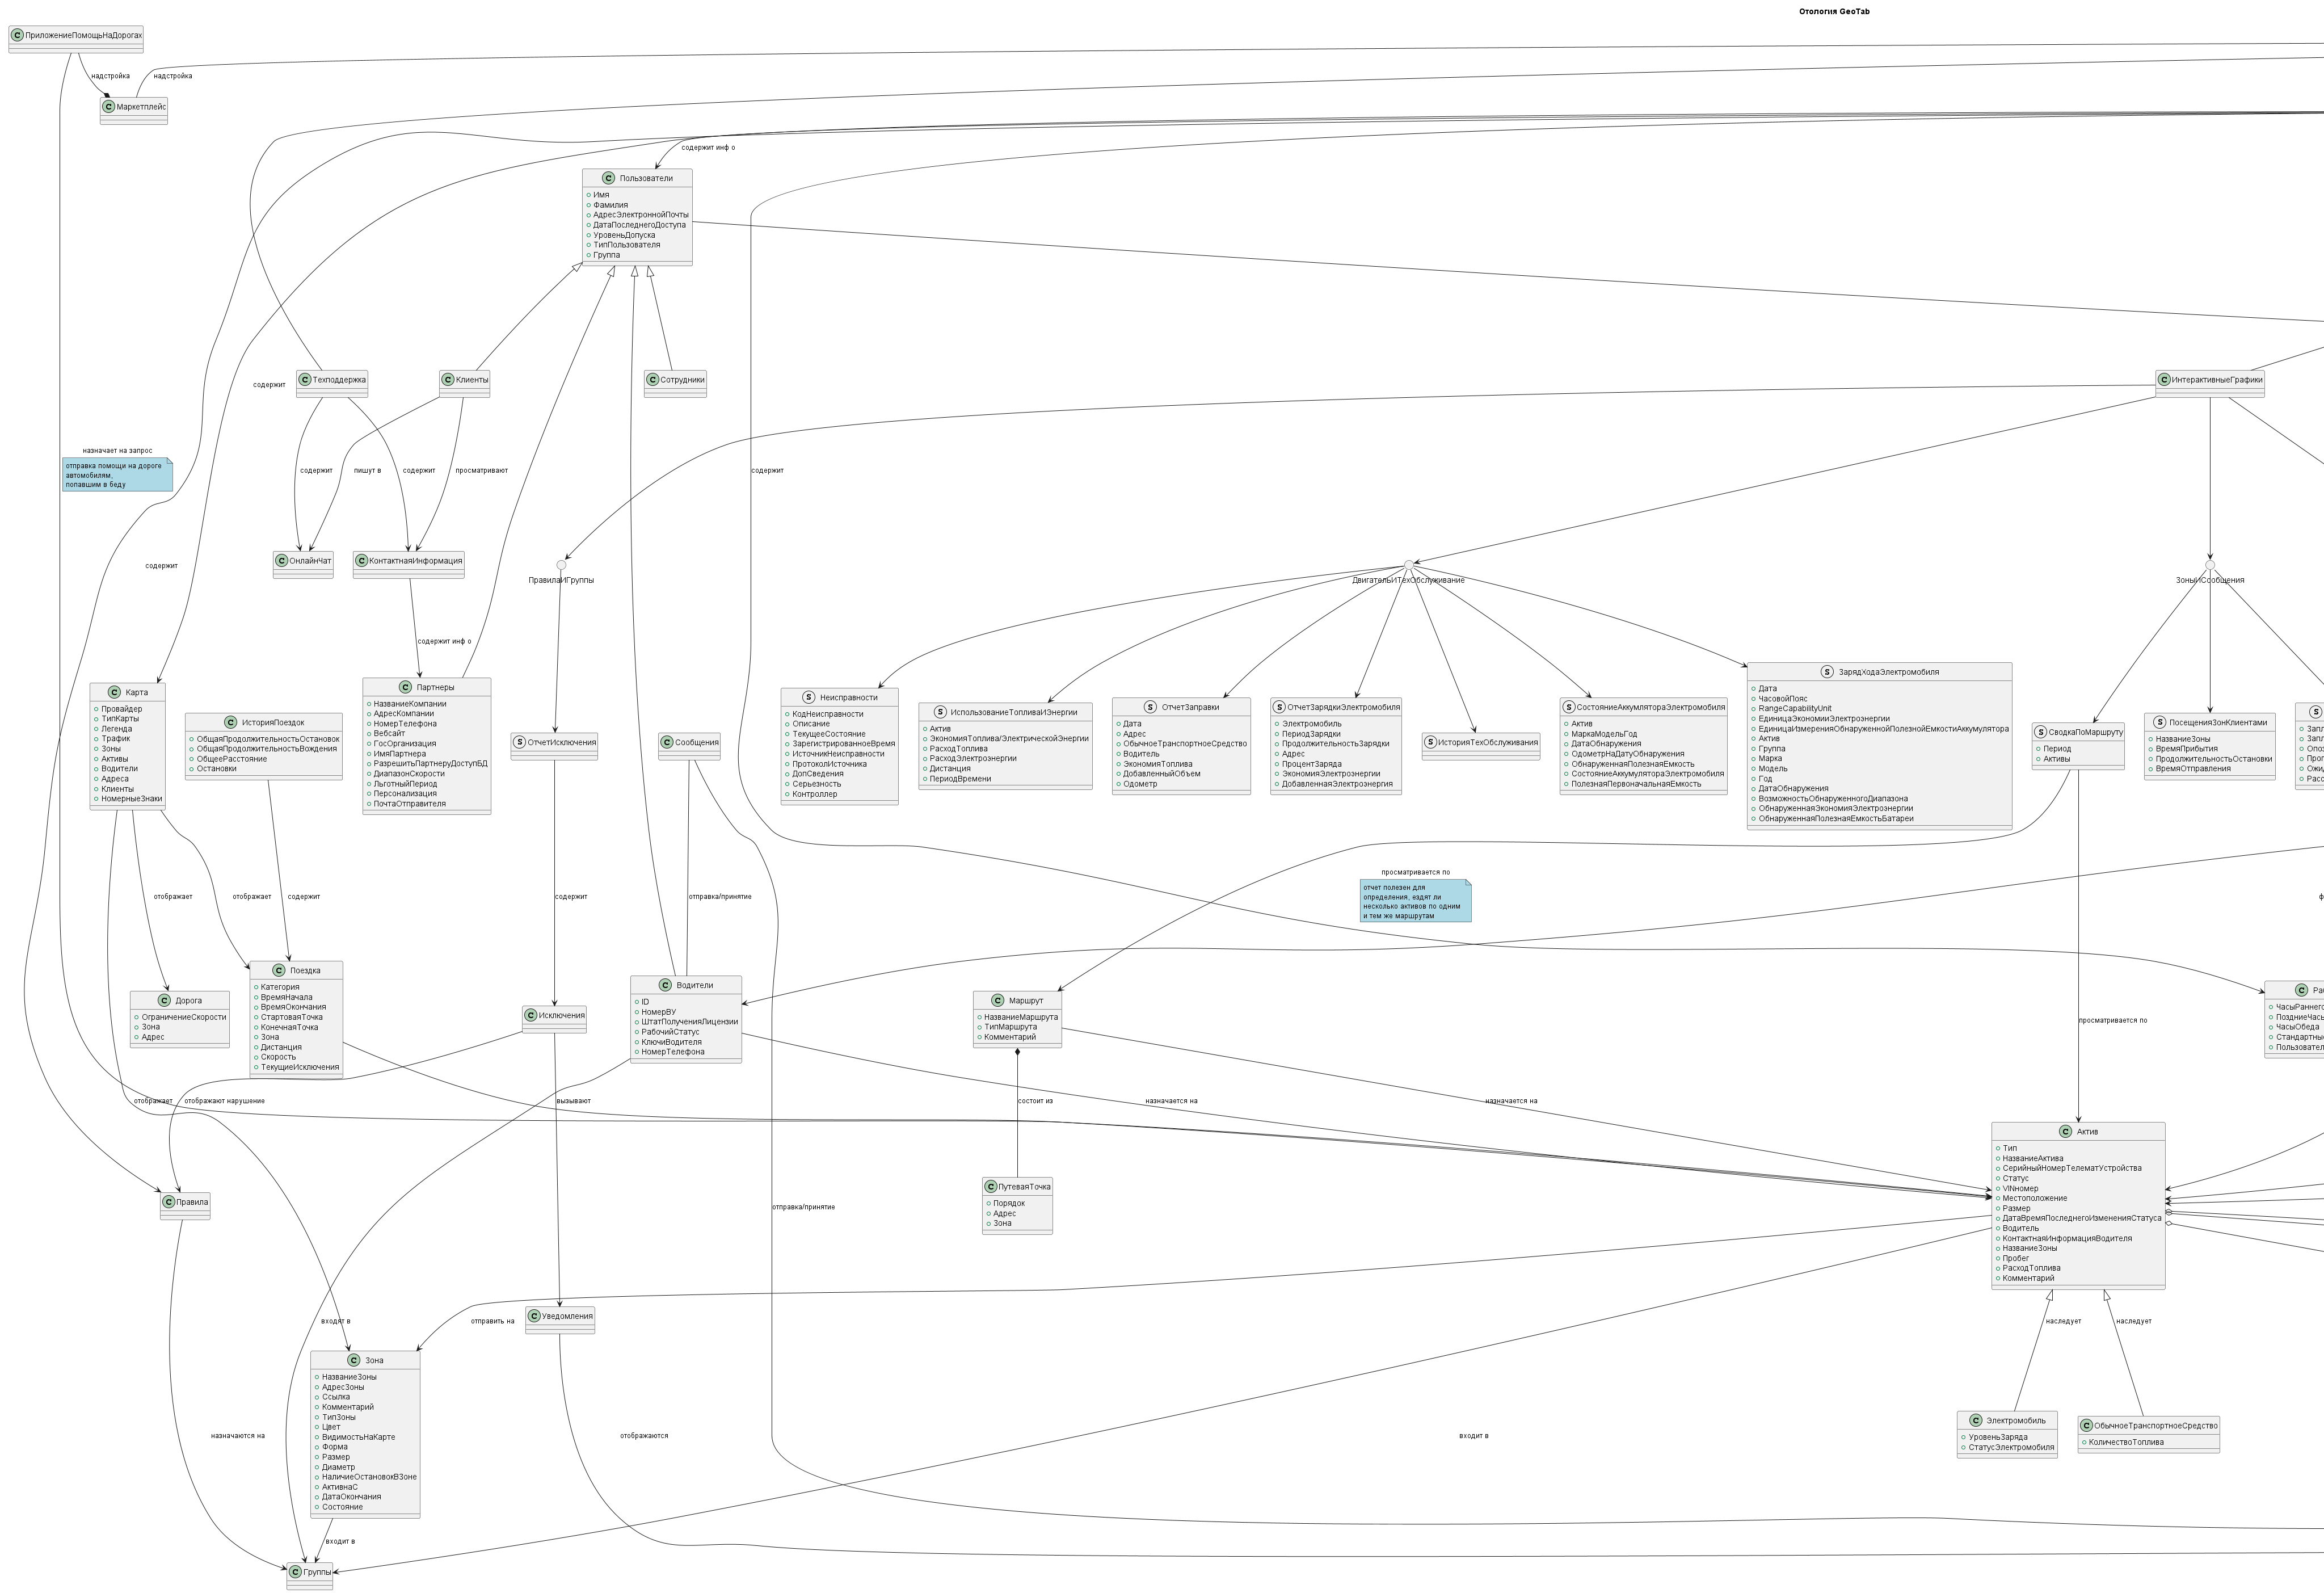 Отология GeoTab
ПриложениеПомощьНаДорогах
надстройка
надстройка
Маркетплейс
содержит инф о
Пользователи
Имя
Фамилия
АдресЭлектроннойПочты
ДатаПоследнегоДоступа
УровеньДопуска
ТипПользователя
Группа
Техподдержка
Клиенты
Сотрудники
ИнтерактивныеГрафики
содержит
назначает на запрос
отправка помощи на дороге
автомобилям,
попавшим в беду
содержит
пишут в
содержит
просматривают
содержит
содержит
ОнлайнЧат
КонтактнаяИнформация
ПравилаИГруппы
ДвигательИТехОбслуживание
ЗоныИСообщения
содержит инф о
Карта
Провайдер
ТипКарты
Легенда
Трафик
Зоны
Активы
Водители
Адреса
Клиенты
НомерныеЗнаки
ИсторияПоездок
ОбщаяПродолжительностьОстановок
ОбщаяПродолжительностьВождения
ОбщееРасстояние
Остановки
Партнеры
НазваниеКомпании
АдресКомпании
НомерТелефона
Вебсайт
ГосОрганизация
ИмяПартнера
РазрешитьПартнеруДоступБД
ДиапазонСкорости
ЛьготныйПериод
Персонализация
ПочтаОтправителя
ОтчетИсключения
Сообщения
Неисправности
КодНеисправности
Описание
ТекущееСостояние
ЗарегистрированноеВремя
ИсточникНеисправности
ПротоколИсточника
ДопСведения
Серьезность
Контроллер
ИспользованиеТопливаИЭнергии
Актив
ЭкономияТоплива/ЭлектрическойЭнергии
РасходТоплива
РасходЭлектроэнергии
Дистанция
ПериодВремени
ОтчетЗаправки
Дата
Адрес
ОбычноеТранспортноеСредство
Водитель
ЭкономияТоплива
ДобавленныйОбъем
Одометр
ОтчетЗарядкиЭлектромобиля
Электромобиль
ПериодЗарядки
ПродолжительностьЗарядки
Адрес
ПроцентЗаряда
ЭкономияЭлектроэнергии
ДобавленнаяЭлектроэнергия
ИсторияТехОбслуживания
СостояниеАккумлятораЭлектромобиля
Актив
МаркаМодельГод
ДатаОбнаружения
ОдометрНаДатуОбнаружения
ОбнаруженнаяПолезнаяЕмкость
СостояниеАккумулятораЭлектромобиля
ПолезнаяПервоначальнаяЕмкость
ЗарядХодаЭлектромобиля
Дата
ЧасовойПояс
RangeCapabilityUnit
ЕдиницаЭкономииЭлектроэнергии
ЕдиницаИзмеренияОбнаруженнойПолезнойЕмкостиАккумулятора
Актив
Группа
Марка
Модель
Год
ДатаОбнаружения
ВозможностьОбнаруженногоДиапазона
ОбнаруженнаяЭкономияЭлектроэнергии
ОбнаруженнаяПолезнаяЕмкостьБатареи
СводкаПоМаршруту
Период
Активы
ПосещенияЗонКлиентами
НазваниеЗоны
ВремяПрибытия
ПродолжительностьОстановки
ВремяОтправления
отображает
отображает
содержит
содержит
отправка/принятие
просматривается по
отчет полезен для
определения, ездят ли
несколько активов по одним
и тем же маршрутам
просматривается по
Дорога
ОграничениеСкорости
Зона
Адрес
Поездка
Категория
ВремяНачала
ВремяОкончания
СтартоваяТочка
КонечнаяТочка
Зона
Дистанция
Скорость
ТекущиеИсключения
Исключения
Водители
ID
НомерВУ
ШтатПолученияЛицензии
РабочийСтатус
КлючиВодителя
НомерТелефона
Маршрут
НазваниеМаршрута
ТипМаршрута
Комментарий
отображает
отображают нарушение
вызывают
состоит из
назначается на
назначается на
Правила
отправка/принятие
ПутеваяТочка
Порядок
Адрес
Зона
Актив
Тип
НазваниеАктива
СерийныйНомерТелематУстройства
Статус
VINномер
Местоположение
Размер
ДатаВремяПоследнегоИзмененияСтатуса
Водитель
КонтактнаяИнформацияВодителя
НазваниеЗоны
Пробег
РасходТоплива
Комментарий
входят в
отправить на
Уведомления
наследует
наследует
Зона
НазваниеЗоны
АдресЗоны
Ссылка
Комментарий
ТипЗоны
Цвет
ВидимостьНаКарте
Форма
Размер
Диаметр
НаличиеОстановокВЗоне
АктивнаС
ДатаОкончания
Состояние
назначаются на
отображаются
входит в
Электромобиль
УровеньЗаряда
СтатусЭлектромобиля
ОбычноеТранспортноеСредство
КоличествоТоплива
входит в
Группы